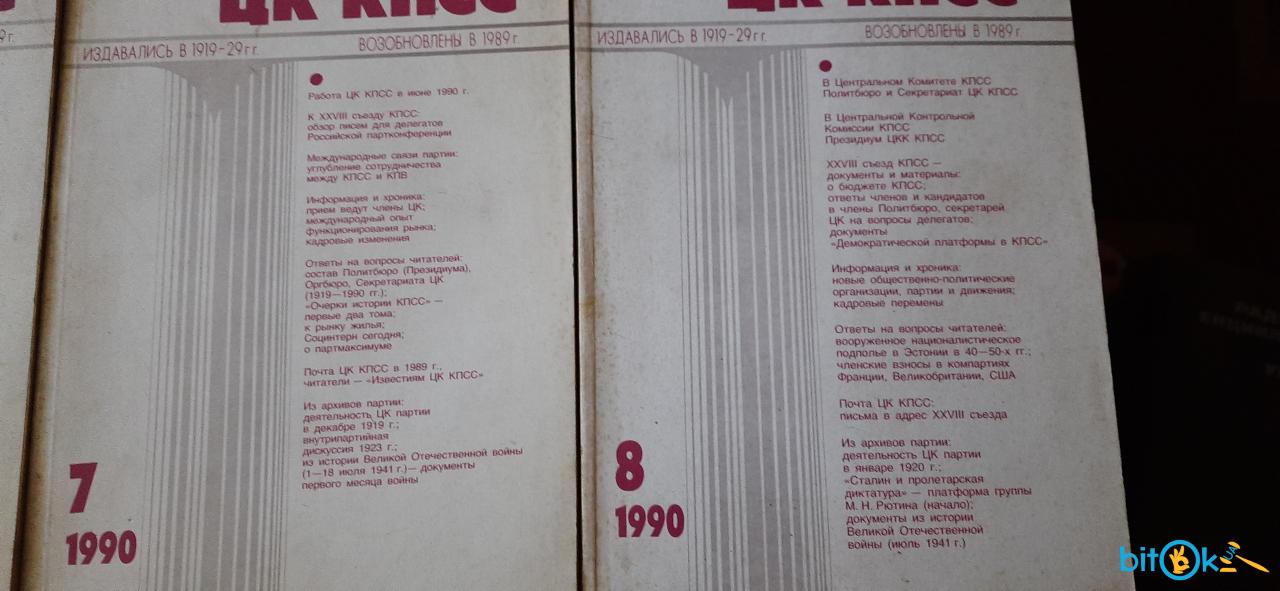 ЦК КПСС
ИЗДАВАЛИСЬ В 1919-29 г г.
ВОЗОБНОВЛЕНЫ В 1989 г.
Работа ЦК КПСС в июне 1990 г.
К XXVIII съезду КПСС:
обзор писем для делегатов
Российской партконференции
Международные связи партии:
углубление сотрудничества
между КПСС и КПВ
Информация и хроника:
прием ведут члены ЦК;
международный опыт
функционирования рынка;
кадровые изменения
Ответы на вопросы читателей:
состав Политбюро (Президиума),
Оргбюро, Секретариата ЦК
(1919—1990 гг.);
«Очерки истории КПСС» —
первые два тома;
к рынку жилья;
Социнтерн сегодня;
о партмаксимуме
Почта ЦК КПСС в 1989 г.,
читатели — «Известиям ЦК КПСС»
Из архивов партии:
деятельность ЦК партии
в декабре 1919 г.;
внутрипартийная
дискуссия 1923 г.;
из истории Великой Отечественной войны
(1—18 июля 1941 г.)— документы
первого месяца войны
7
1990
ЦК КПСС
ИЗДАВАЛИСЬ В 1919-29 г г.
ВОЗОБНОВЛЕНЫ В 1989 г.
В Центральном Комитете КПСС
Политбюро и Секретариат ЦК КПСС
В Центральной Контрольной
Комиссии КПСС
Президиум ЦКК КПСС
XXVIII съезд КПСС —
документы и материалы:
о бюджете КПСС;
ответы членов и кандидатов
в члены Политбюро, секретарей
ЦК на вопросы делегатов;
документы
«Демократической платформы в КПСС»
Информация и хроника:
новые общественно-политические
организации, партии и движения;
кадровые перемены
Ответы на вопросы читателей:
вооруженное националистическое
подполье в Эстонии в 40—50-х гг.;
членские взносы в компартиях
Франции, Великобритании, США
Почта ЦК КПСС:
письма в адрес XXVIII съезда
Из архивов партии:
деятельность ЦК партии
в январе 1920 г.;
«Сталин и пролетарская
диктатура» — платформа группы
М. Н. Рютина (начало);
документы из истории
Великой Отечественной
войны (июль 1941 г.)
8
1990
bitok
UA